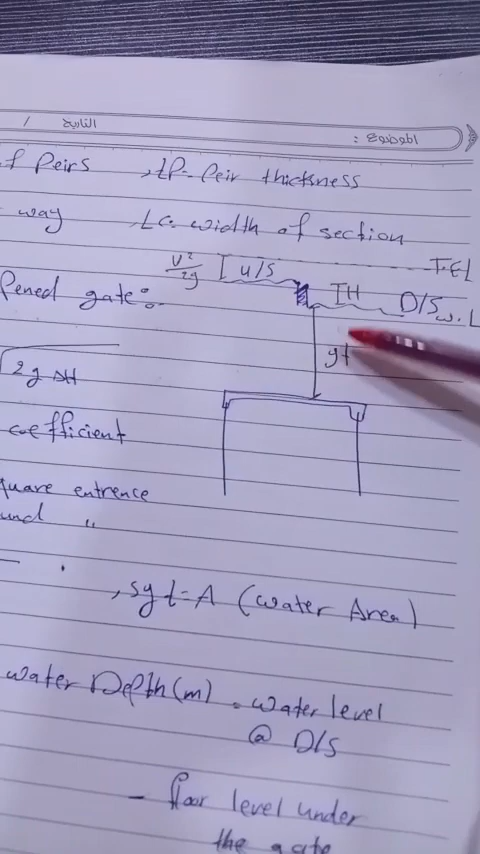 الموضوع : التاريخ /
f Peirs , tp= Peir thickness
way , Lc= width of section
V²/2g I u/s T.E.L
Pened gate: IH D/S w.L
√2g ΔH yt
coefficient
quare entrence
und "
, syt = A (water Area)
water Depth(m) = water level
@ D/S
- floor level under
the gate